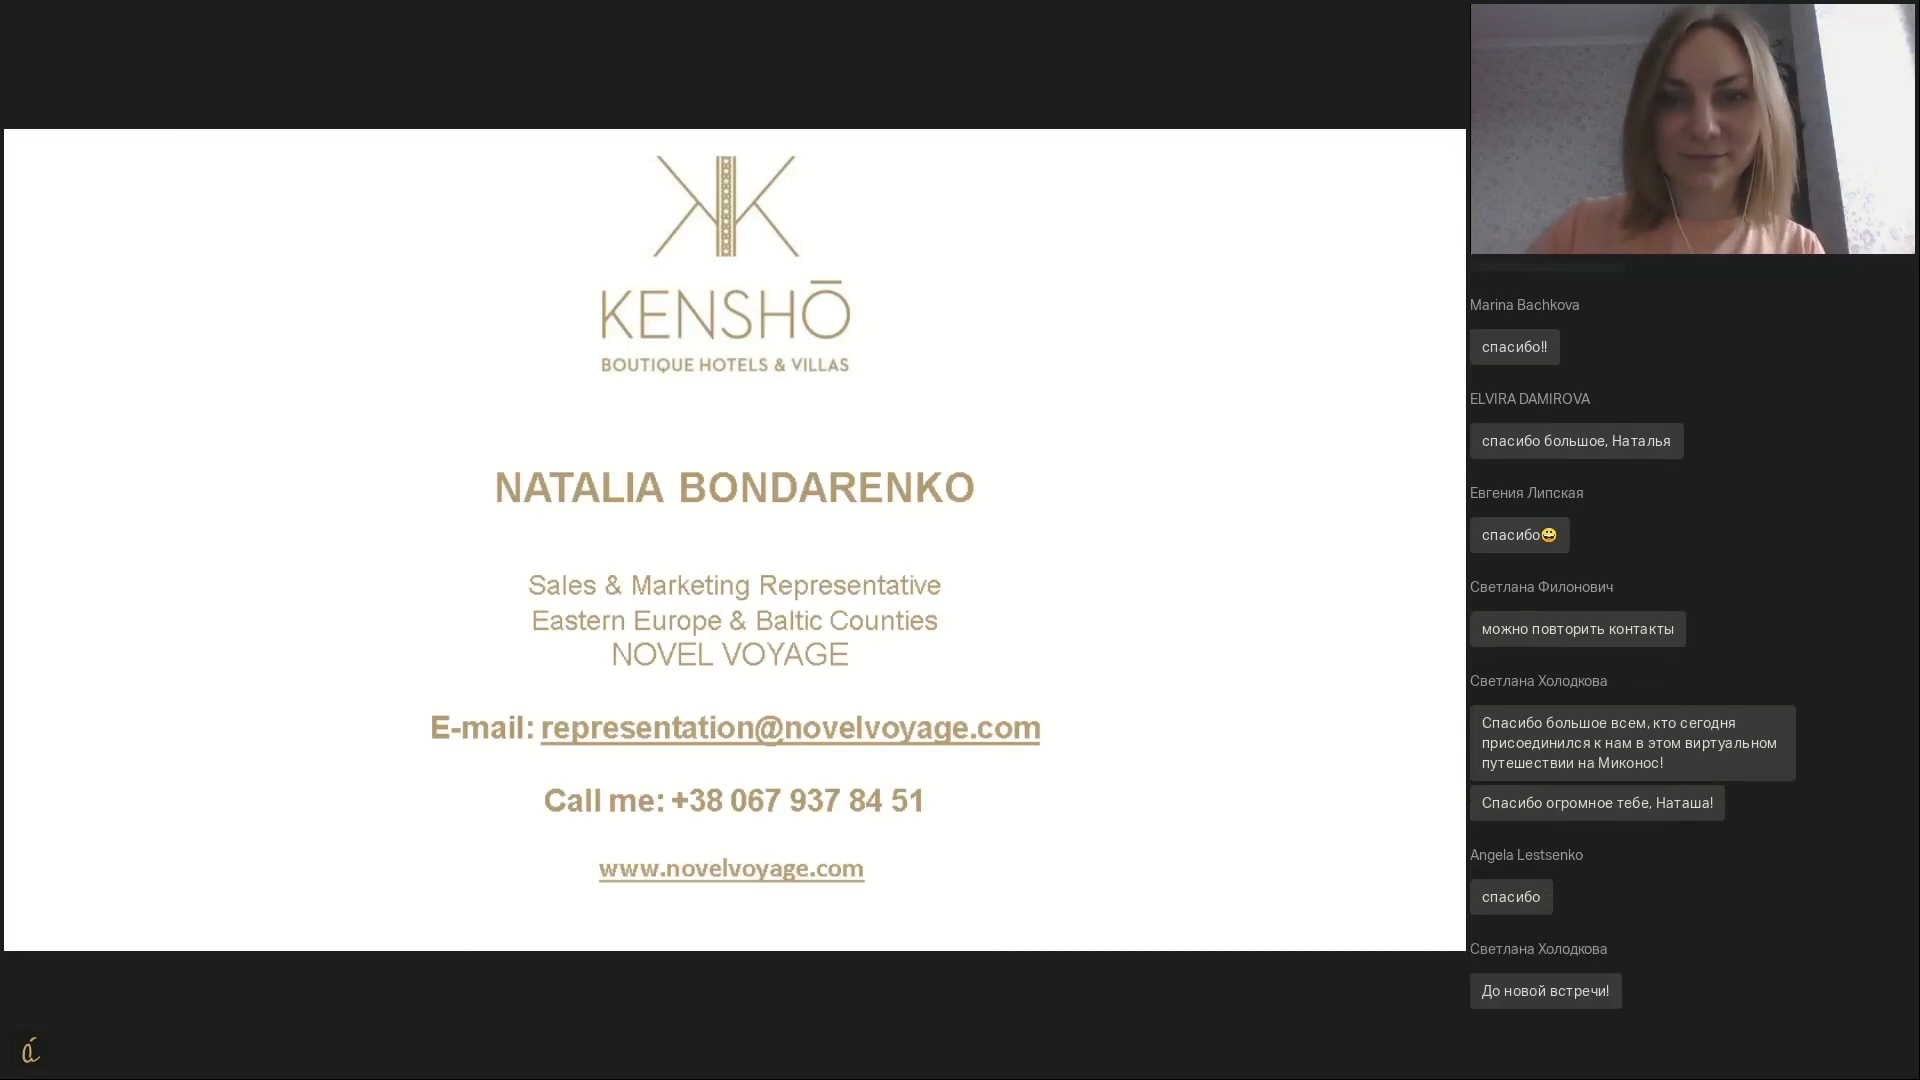 KENSHŌ
BOUTIQUE HOTELS & VILLAS
NATALIA BONDARENKO
Sales & Marketing Representative
Eastern Europe & Baltic Counties
NOVEL VOYAGE
E-mail: representation@novelvoyage.com
Call me: +38 067 937 84 51
www.novelvoyage.com
á
Marina Bachkova
спасибо!!
ELVIRA DAMIROVA
спасибо большое, Наталья
Евгения Липская
спасибо😀
Светлана Филонович
можно повторить контакты
Светлана Холодкова
Спасибо большое всем, кто сегодня
присоединился к нам в этом виртуальном
путешествии на Миконос!
Спасибо огромное тебе, Наташа!
Angela Lestsenko
спасибо
Светлана Холодкова
До новой встречи!